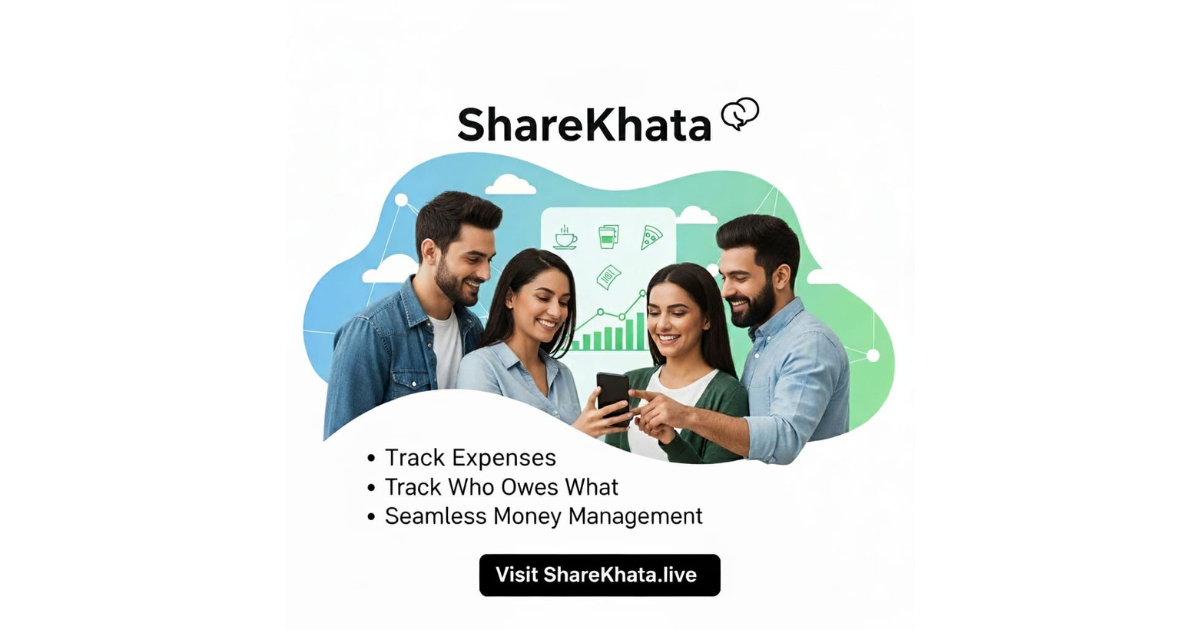 ShareKhata
• Track Expenses
• Track Who Owes What
• Seamless Money Management
Visit ShareKhata.live